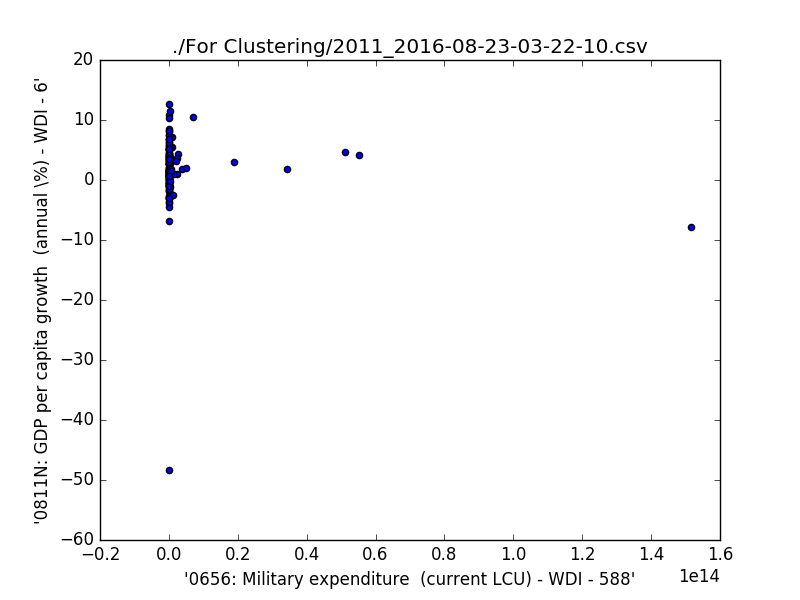 ./For Clustering/2011_2016-08-23-03-22-10.csv
20
10
0
−10
−20
−30
−40
−50
−60
'0811N: GDP per capita growth  (annual \%) - WDI - 6'
−0.2 0.0 0.2 0.4 0.6 0.8 1.0 1.2 1.4 1.6
1e14
'0656: Military expenditure  (current LCU) - WDI - 588'